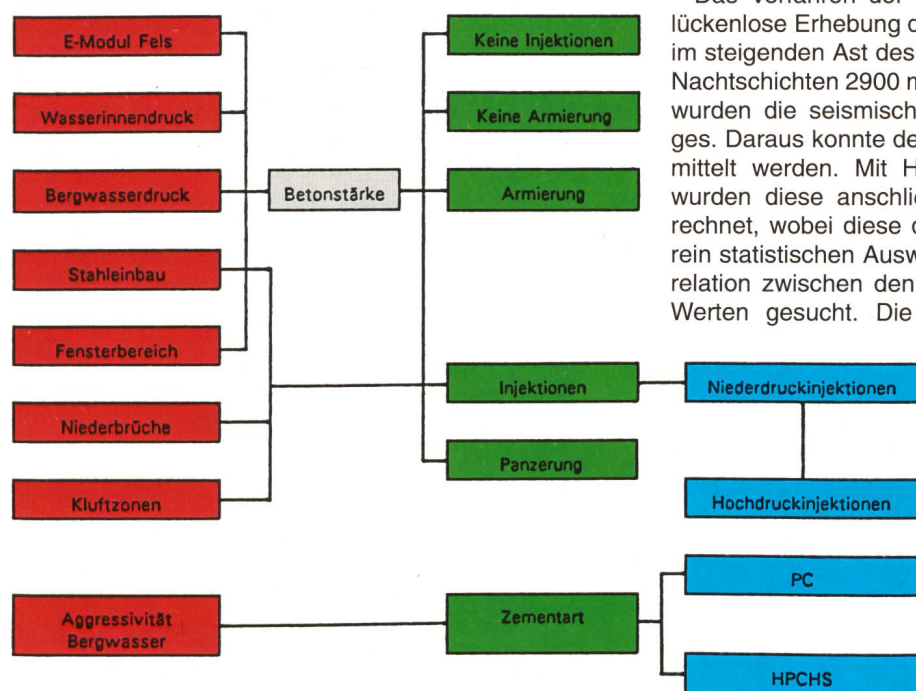 E-Modul Fels
Wasserinnendruck
Bergwasserdruck
Stahleinbau
Fensterbereich
Niederbrüche
Kluftzonen
Aggressivität
Bergwasser
Betonstärke
Keine Injektionen
Keine Armierung
Armierung
Injektionen
Panzerung
Zementart
Niederdruckinjektionen
Hochdruckinjektionen
PC
HPCHS
Das Verfahren der
lückenlose Erhebung
im steigenden Ast des
Nachtschichten 2900
wurden die seismisch
ges. Daraus konnte
mittelt werden. Mit H
wurden diese anschli
rechnet, wobei diese
rein statistischen Ausw
relation zwischen den
Werten gesucht. Die